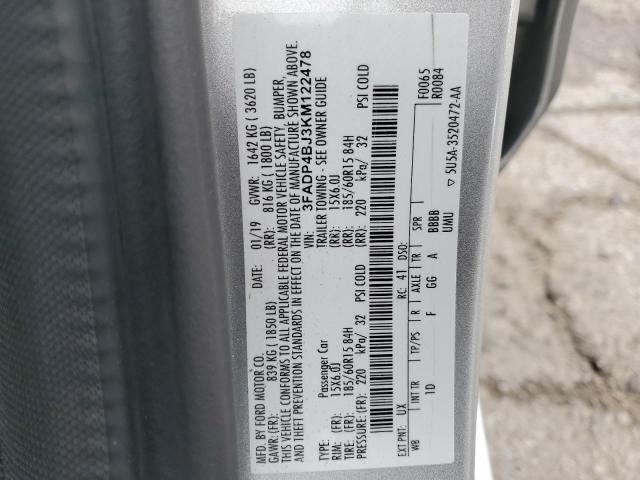 MFD. BY FORD MOTOR CO.
DATE: 01/19 GVWR: 1642 KG ( 3620 LB)
GAWR:(FR): 839 KG ( 1850 LB) (RR): 816 KG ( 1800 LB)
THIS VEHICLE CONFORMS TO ALL APPLICABLE FEDERAL MOTOR VEHICLE SAFETY, BUMPER,
AND THEFT PREVENTION STANDARDS IN EFFECT ON THE DATE OF MANUFACTURE SHOWN ABOVE.
VIN: 3FADP4BJ3KM122478
TYPE: Passenger Car TRAILER TOWING - SEE OWNER GUIDE
RIM: (FR): 15X6.0J (RR): 15X6.0J
TIRE: (FR): 185/60R15 84H (RR): 185/60R15 84H
PRESSURE:(FR): 220 kPa/ 32 PSI COLD (RR): 220 kPa/ 32 PSI COLD
EXT PNT: UX RC: 41 DSO: F0065
R0084
WB INT TR TP/PS R AXLE TR SPR
1D F GG A BBBB
UMU
▽ 5U5A-3520472-AA